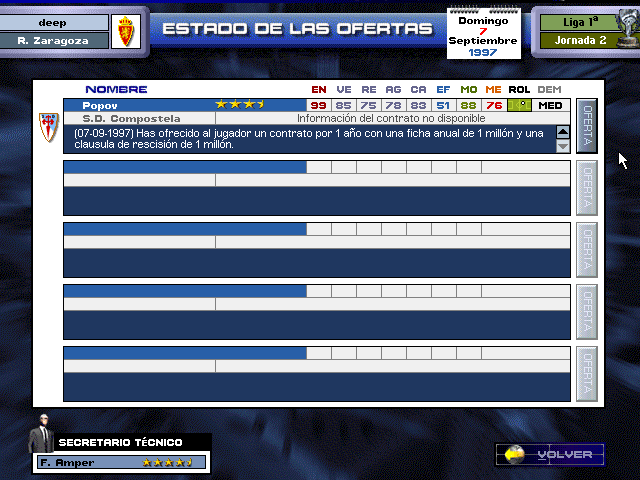 deep
R. Zaragoza
ESTADO DE LAS OFERTAS
Domingo
7
Septiembre
1997
Liga 1ª
Jornada 2
NOMBRE EN VE RE AG CA EF MO ME ROL DEM
Popov 99 85 75 78 83 51 88 76 MED
S.D. Compostela Información del contrato no disponible
(07-09-1997) Has ofrecido al jugador un contrato por 1 año con una ficha anual de 1 millón y una
clausula de rescisión de 1 millón.
OFERTA
OFERTA
OFERTA
OFERTA
OFERTA
SECRETARIO TÉCNICO
F. Amper
VOLVER